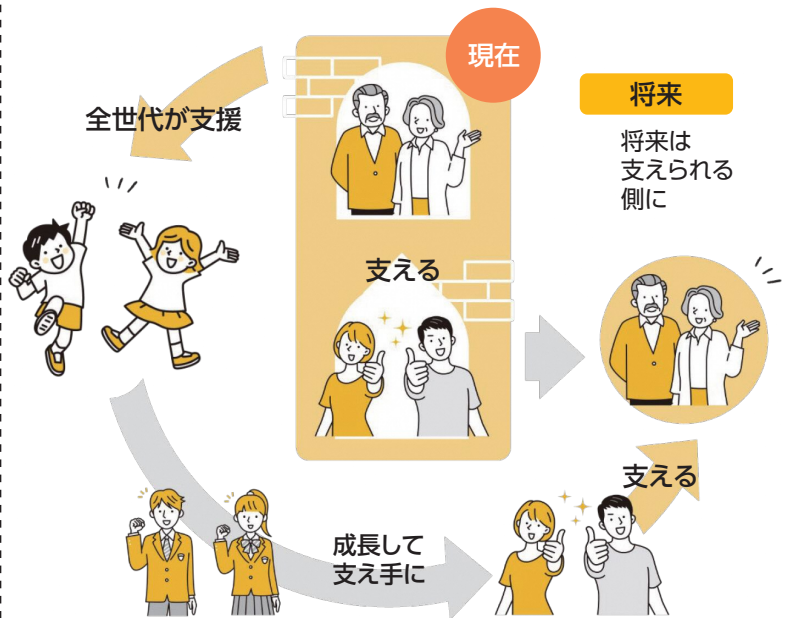 現在
全世代が支援
将来
将来は
支えられる
側に
支える
支える
成長して
支え手に